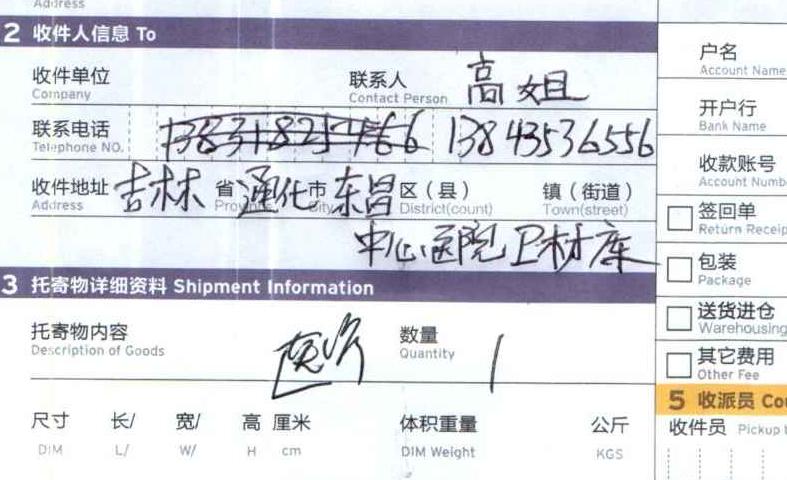 Address
2 收件人信息 To
收件单位 Company 联系人 Contact Person 高姐
户名 Account Name
联系电话 Telephone NO. 13843536556
开户行 Bank Name
收款账号
Account
收件地址 Address 吉林 省 Province 通化 市 City 东昌 区（县） District(count) 镇（街道） Town(street)
中心医院卫材库
签回单
Return
包装
Package
3 托寄物详细资料 Shipment Information
送货进仓
Warehousing
托寄物内容 Description of Goods 数量 Quantity 1
其它费用
Other Fee
5 收派员
尺寸 长/ 宽/ 高 厘米 体积重量 公斤
DIM L/ W/ H cm DIM Weight KGS
收件员 Pickup